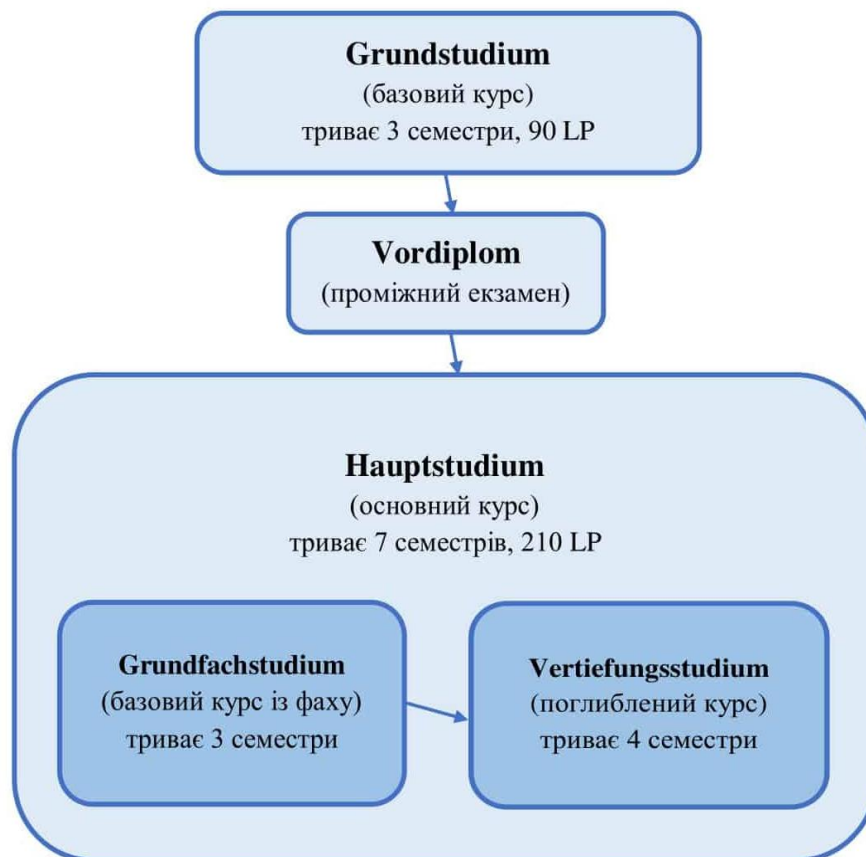 Grundstudium
(базовий курс)
триває 3 семестри, 90 LP
Vordiplom
(проміжний екзамен)
Hauptstudium
(основний курс)
триває 7 семестрів, 210 LP
Grundfachstudium
(базовий курс із фаху)
триває 3 семестри
Vertiefungsstudium
(поглиблений курс)
триває 4 семестри